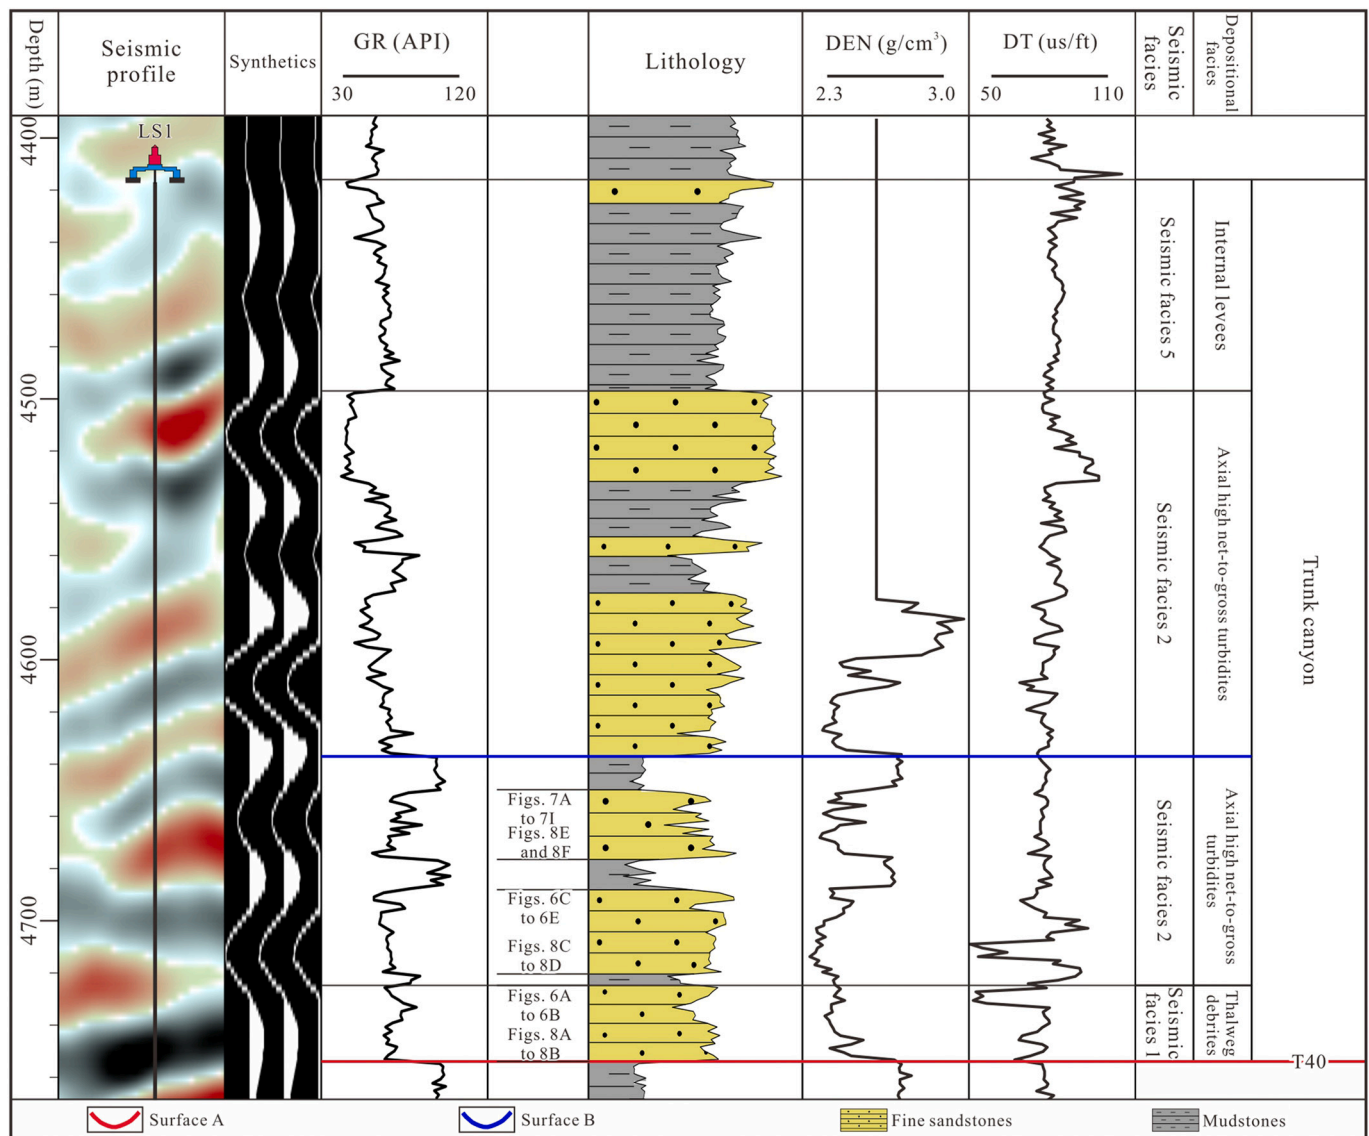 Depth (m)
Seismic
profile
Synthetics
GR (API)
30 120
Lithology
DEN (g/cm³)
2.3 3.0
DT (us/ft)
50 110
Seismic
facies
Depositional
facies
LS1
4400
4500
4600
4700
Figs. 7A
to 7I
Figs. 8E
and 8F
Figs. 6C
to 6E
Figs. 8C
to 8D
Figs. 6A
to 6B
Figs. 8A
to 8B
Seismic facies 5
Seismic facies 2
Seismic facies 2
Seismic
facies 1
Internal levees
Axial high net-to-gross turbidites
Axial high net-to-gross
turbidites
Thalweg
debrites
Trunk canyon
T40
Surface A
Surface B
Fine sandstones
Mudstones